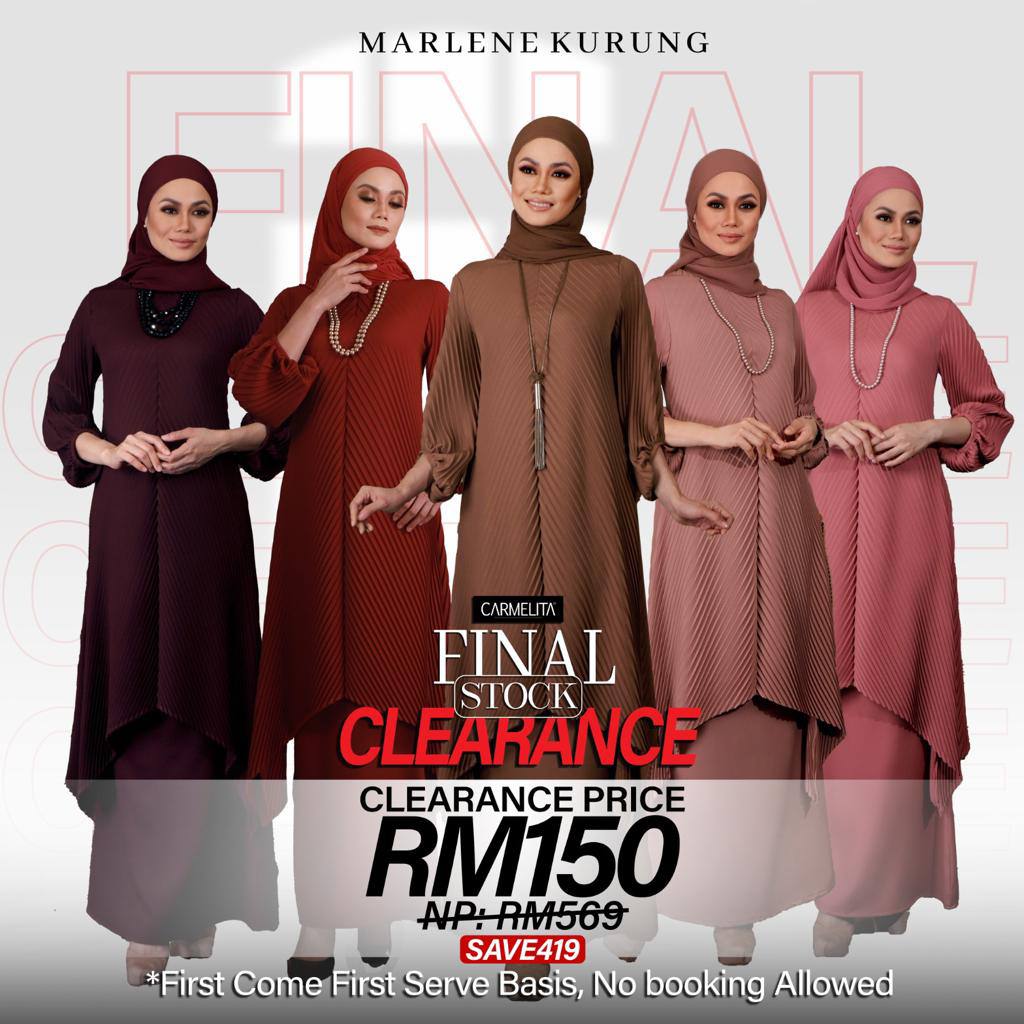 MARLENE KURUNG
FINAL
CARMELITA
FINAL
STOCK
CLEARANCE
CLEARANCE PRICE
RM150
NP: RM569
SAVE419
*First Come First Serve Basis, No booking Allowed